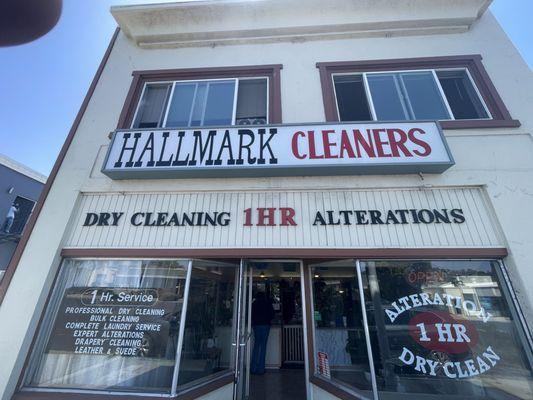 HALLMARK CLEANERS
DRY CLEANING 1HR ALTERATIONS
1 Hr. Service
PROFESSIONAL DRY CLEANING
BULK CLEANING
COMPLETE LAUNDRY SERVICE
EXPERT ALTERATIONS
DRAPERY CLEANING
LEATHER & SUEDE
OPEN
ALTERATION
1 HR
DRY CLEAN